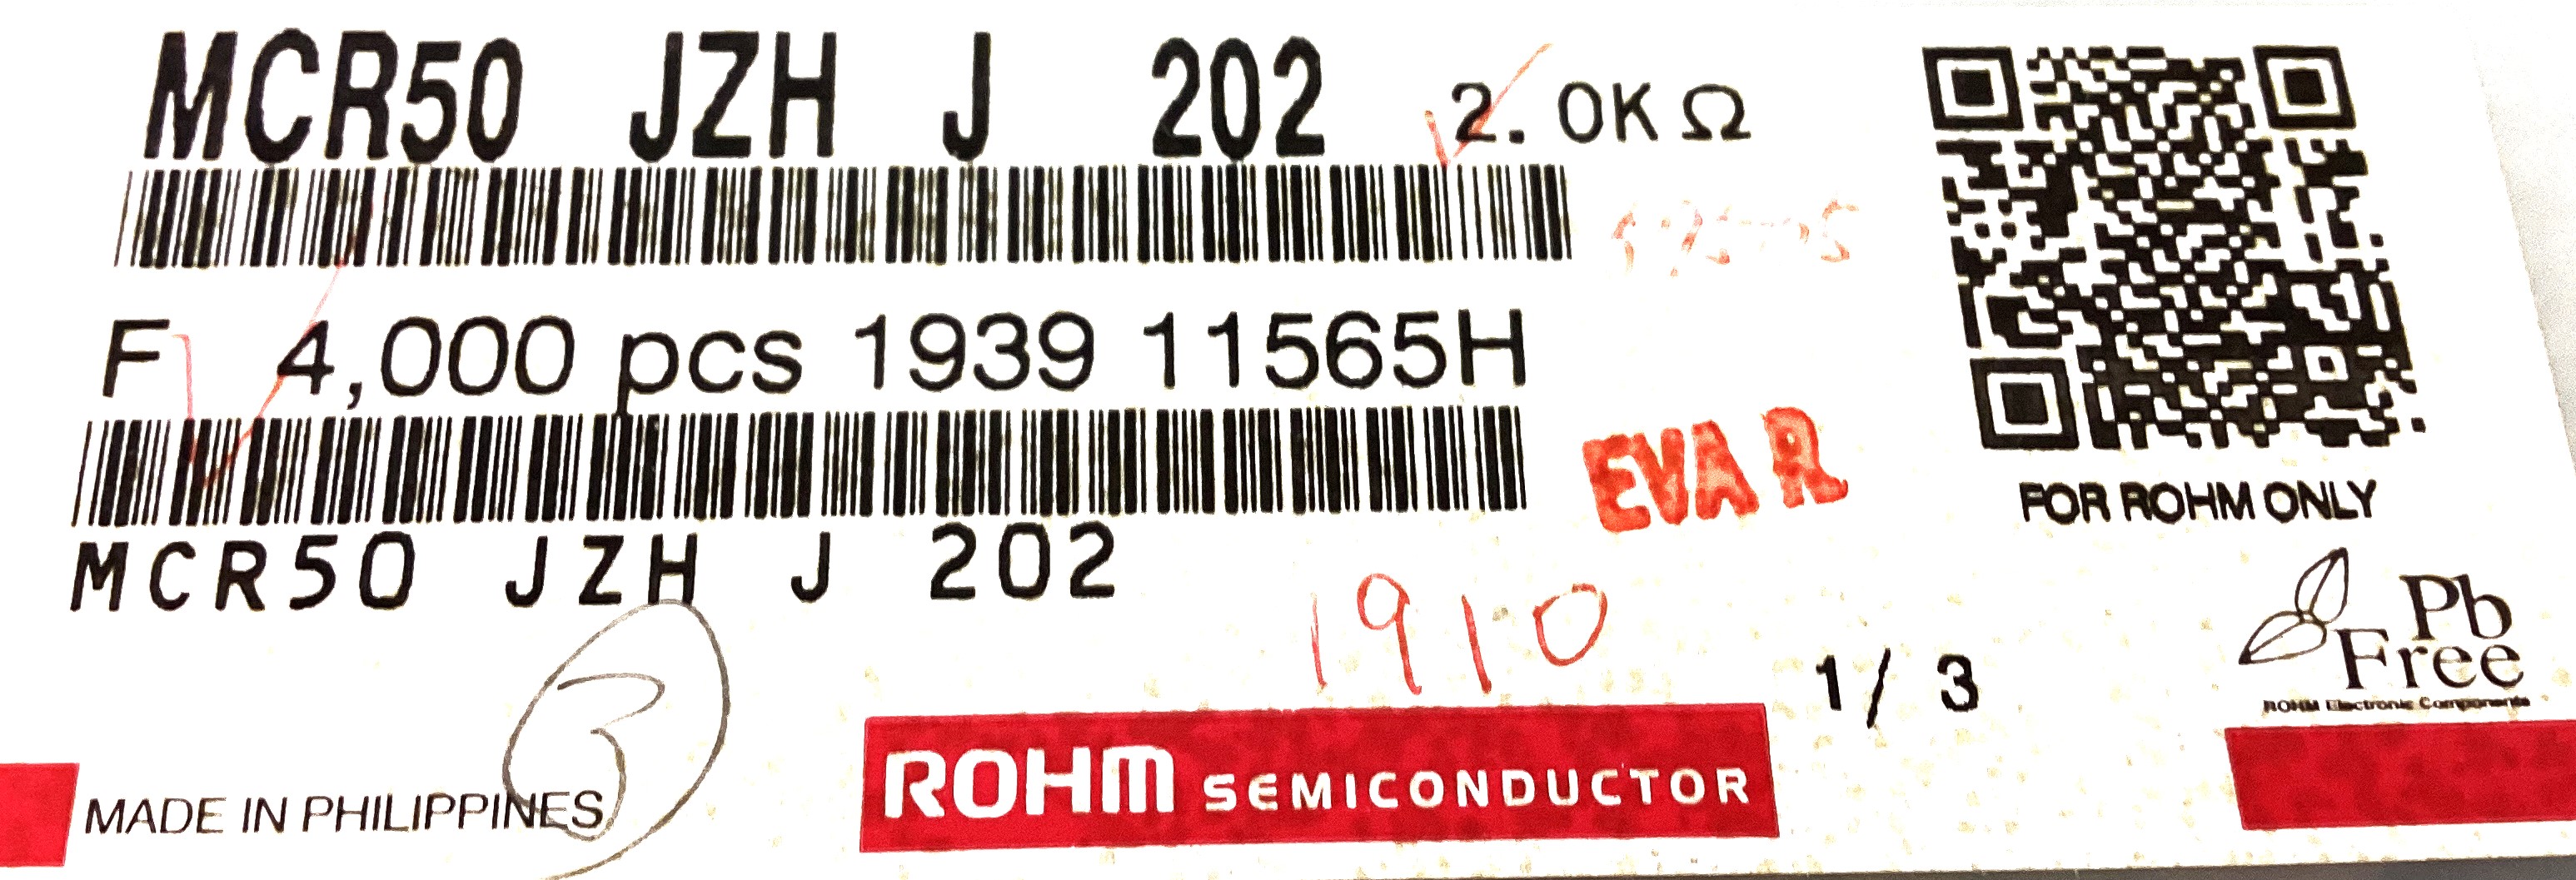 MCR50 JZH J 202 2.0KΩ
F 4,000 pcs 1939 11565H
EVAR
MCR50 JZH J 202
FOR ROHM ONLY
1910
3
1/ 3
Pb
Free
ROHM Electronic Components
MADE IN PHILIPPINES
ROHM SEMICONDUCTOR